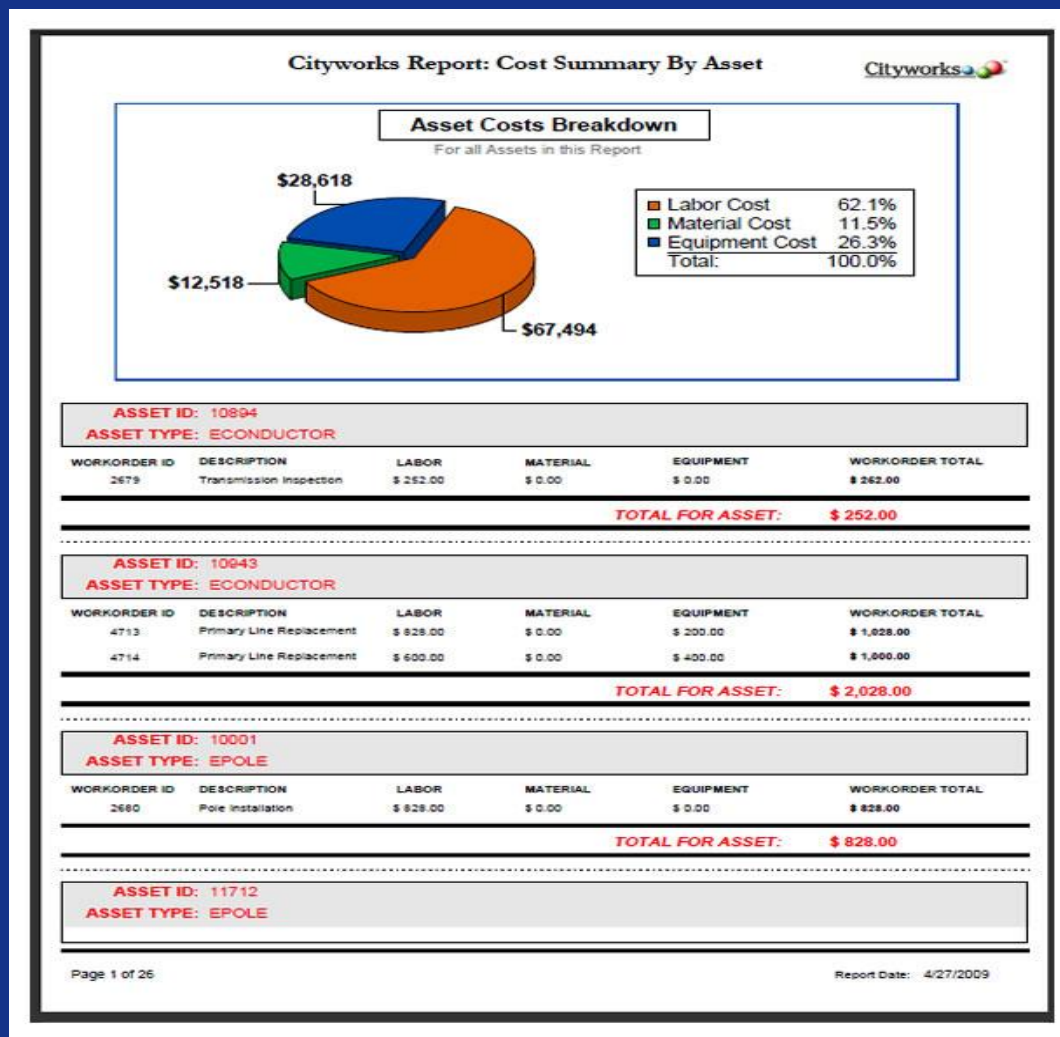 Cityworks Report: Cost Summary By Asset
Cityworks
Asset Costs Breakdown
For all Assets in this Report
$28,618
$12,518
$67,494
Labor Cost 62.1%
Material Cost 11.5%
Equipment Cost 26.3%
Total: 100.0%
ASSET ID: 10894
ASSET TYPE: ECONDUCTOR
WORKORDER ID DESCRIPTION LABOR MATERIAL EQUIPMENT WORKORDER TOTAL
2679 Transmission Inspection $ 252.00 $ 0.00 $ 0.00 $ 252.00
TOTAL FOR ASSET: $ 252.00
ASSET ID: 10943
ASSET TYPE: ECONDUCTOR
WORKORDER ID DESCRIPTION LABOR MATERIAL EQUIPMENT WORKORDER TOTAL
4713 Primary Line Replacement $ 828.00 $ 0.00 $ 200.00 $ 1,028.00
4714 Primary Line Replacement $ 600.00 $ 0.00 $ 400.00 $ 1,000.00
TOTAL FOR ASSET: $ 2,028.00
ASSET ID: 10001
ASSET TYPE: EPOLE
WORKORDER ID DESCRIPTION LABOR MATERIAL EQUIPMENT WORKORDER TOTAL
2680 Pole Installation $ 828.00 $ 0.00 $ 0.00 $ 828.00
TOTAL FOR ASSET: $ 828.00
ASSET ID: 11712
ASSET TYPE: EPOLE
Page 1 of 26
Report Date: 4/27/2009